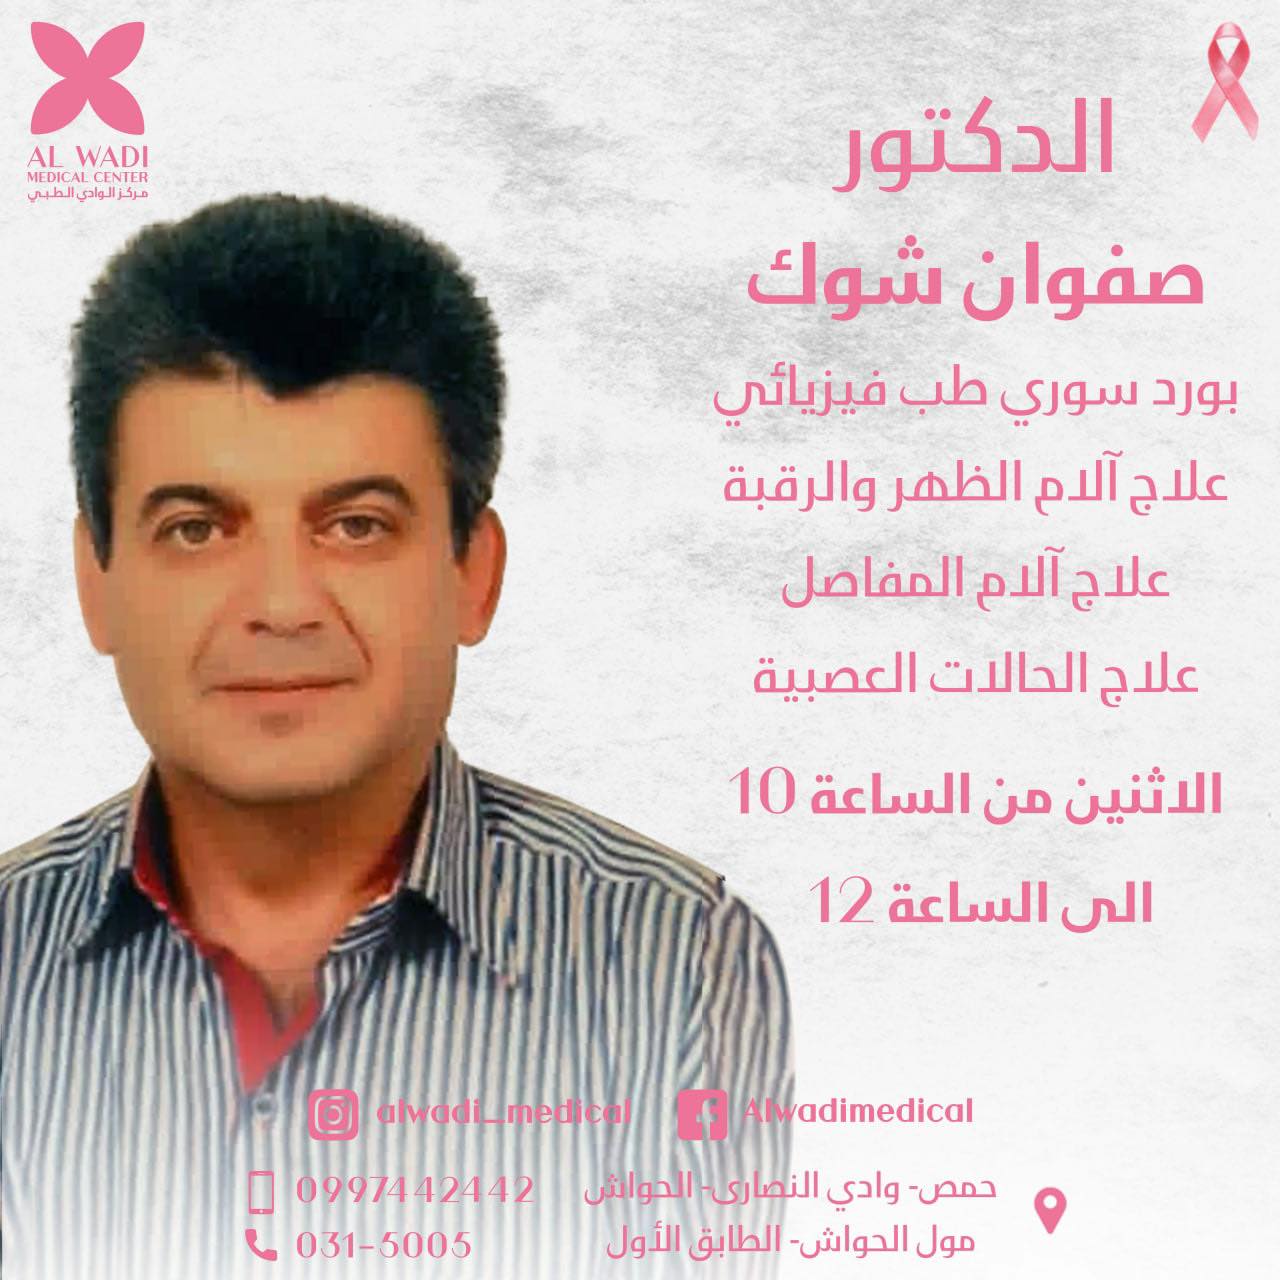 AL WADI
MEDICAL CENTER
مركز الوادي الطبي
الدكتور
صفوان شوك
بورد سوري طب فيزيائي
علاج آلام الظهر والرقبة
علاج آلام المفاصل
علاج الحالات العصبية
الاثنين من الساعة 10
الى الساعة 12
alwadi_medical
Alwadimedical
0997442442
031-5005
حمص- وادي النصارى- الحواش
مول الحواش- الطابق الأول